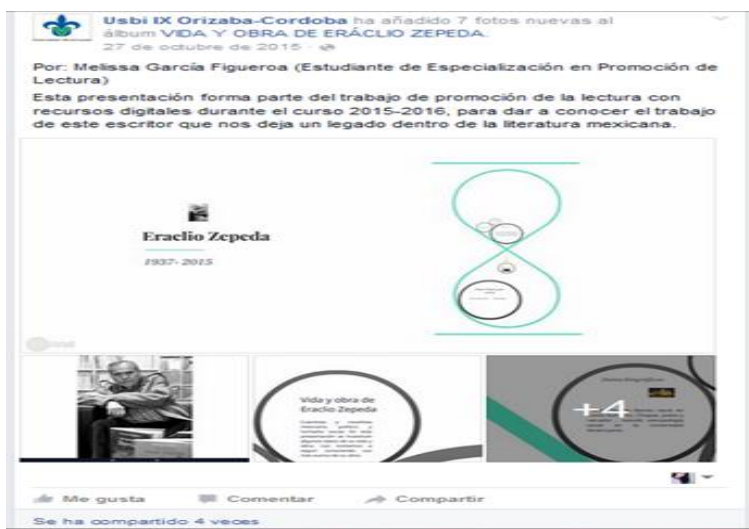 Usbi IX Orizaba-Cordoba ha añadido 7 fotos nuevas al
álbum VIDA Y OBRA DE ERÁCLIO ZEPEDA.
27 de octubre de 2015 ·
Por: Melissa García Figueroa (Estudiante de Especialización en Promoción de
Lectura)
Esta presentación forma parte del trabajo de promoción de la lectura con
recursos digitales durante el curso 2015-2016, para dar a conocer el trabajo
de este escritor que nos deja un legado dentro de la literatura mexicana.
Eraclio Zepeda
1937- 2015
Vida y obra de
Eraclio Zepeda
+4
Me gusta Comentar Compartir
Se ha compartido 4 veces